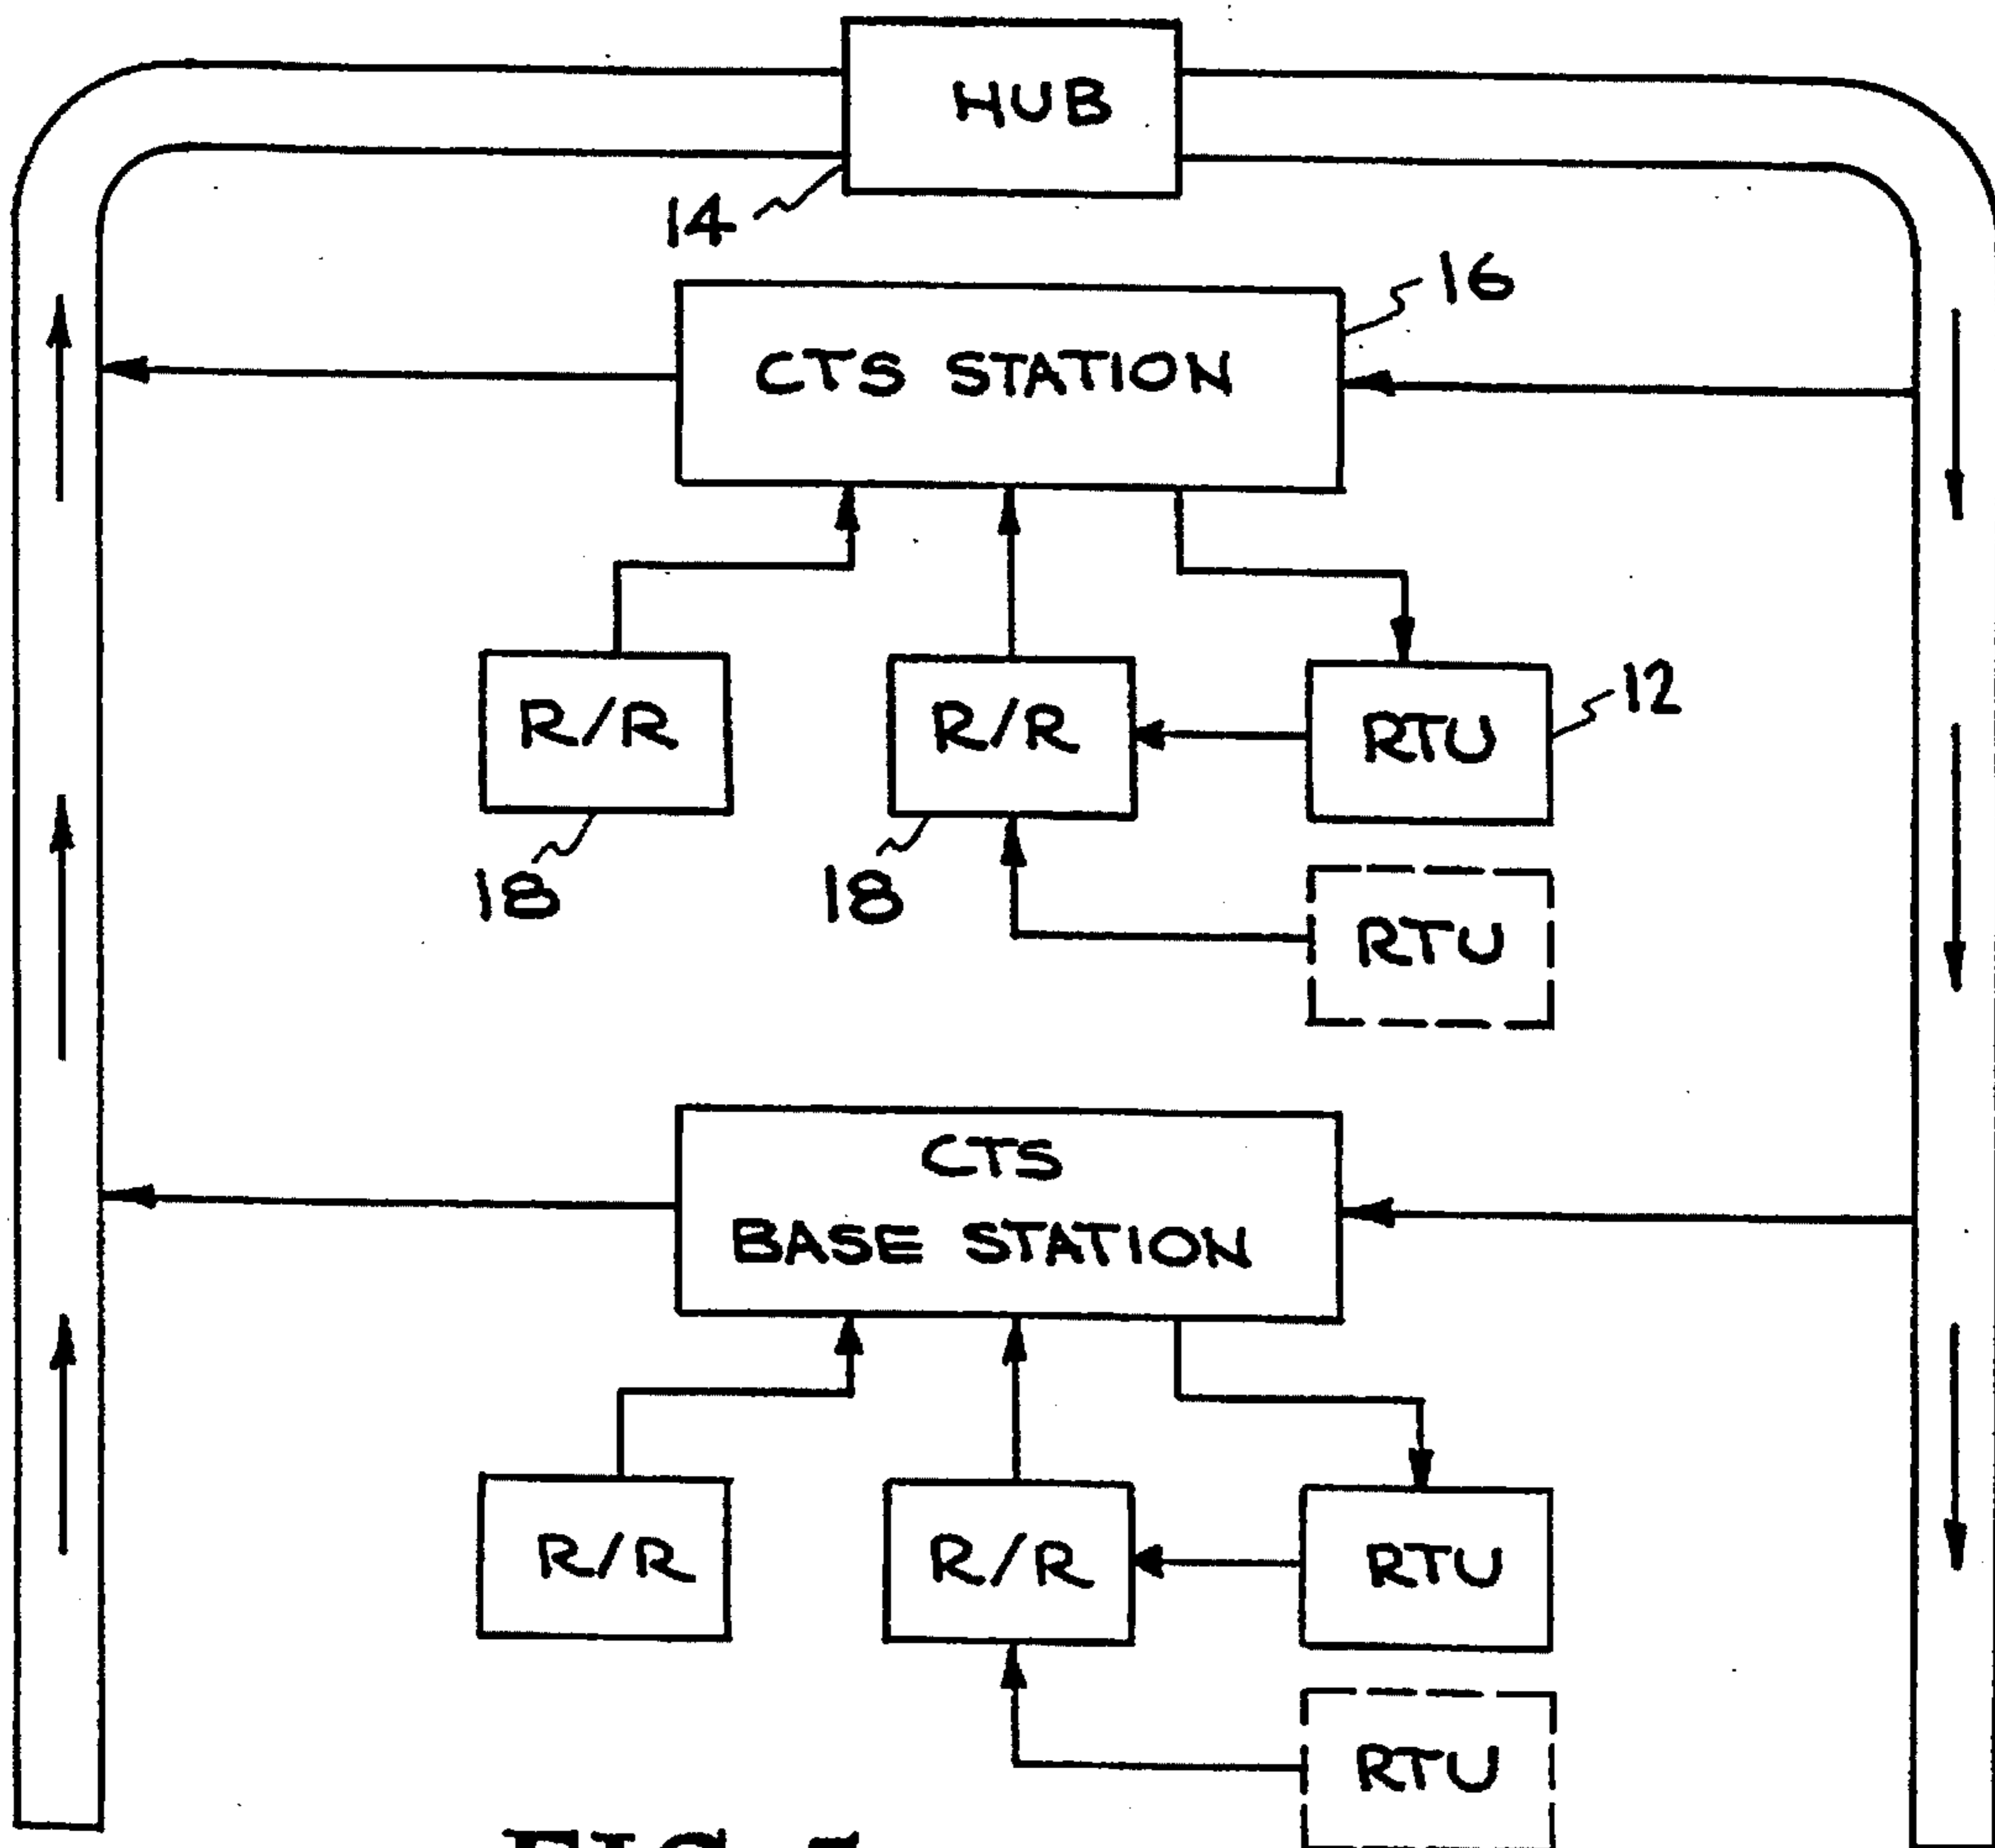 HUB
14
16
CTS STATION
R/R
R/R
RTU
12
18
18
RTU
CTS
BASE STATION
R/R
R/R
RTU
RTU